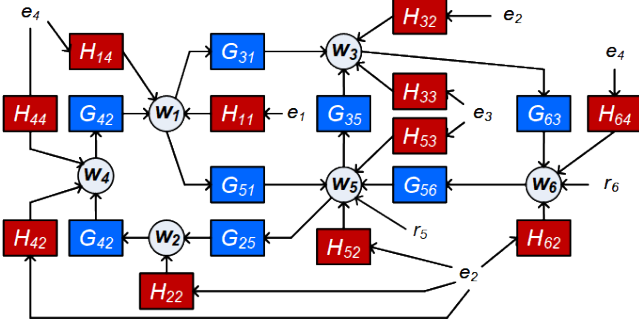 e4 H32 e2
H14 G31 w3 e4
H44 G42 w1 H11 e1 G35 H33 e3 G63 H64
H53
w4 G51 w5 G56 w6 r6
H42 G42 w2 G25 H52 r5 H62
H22 e2